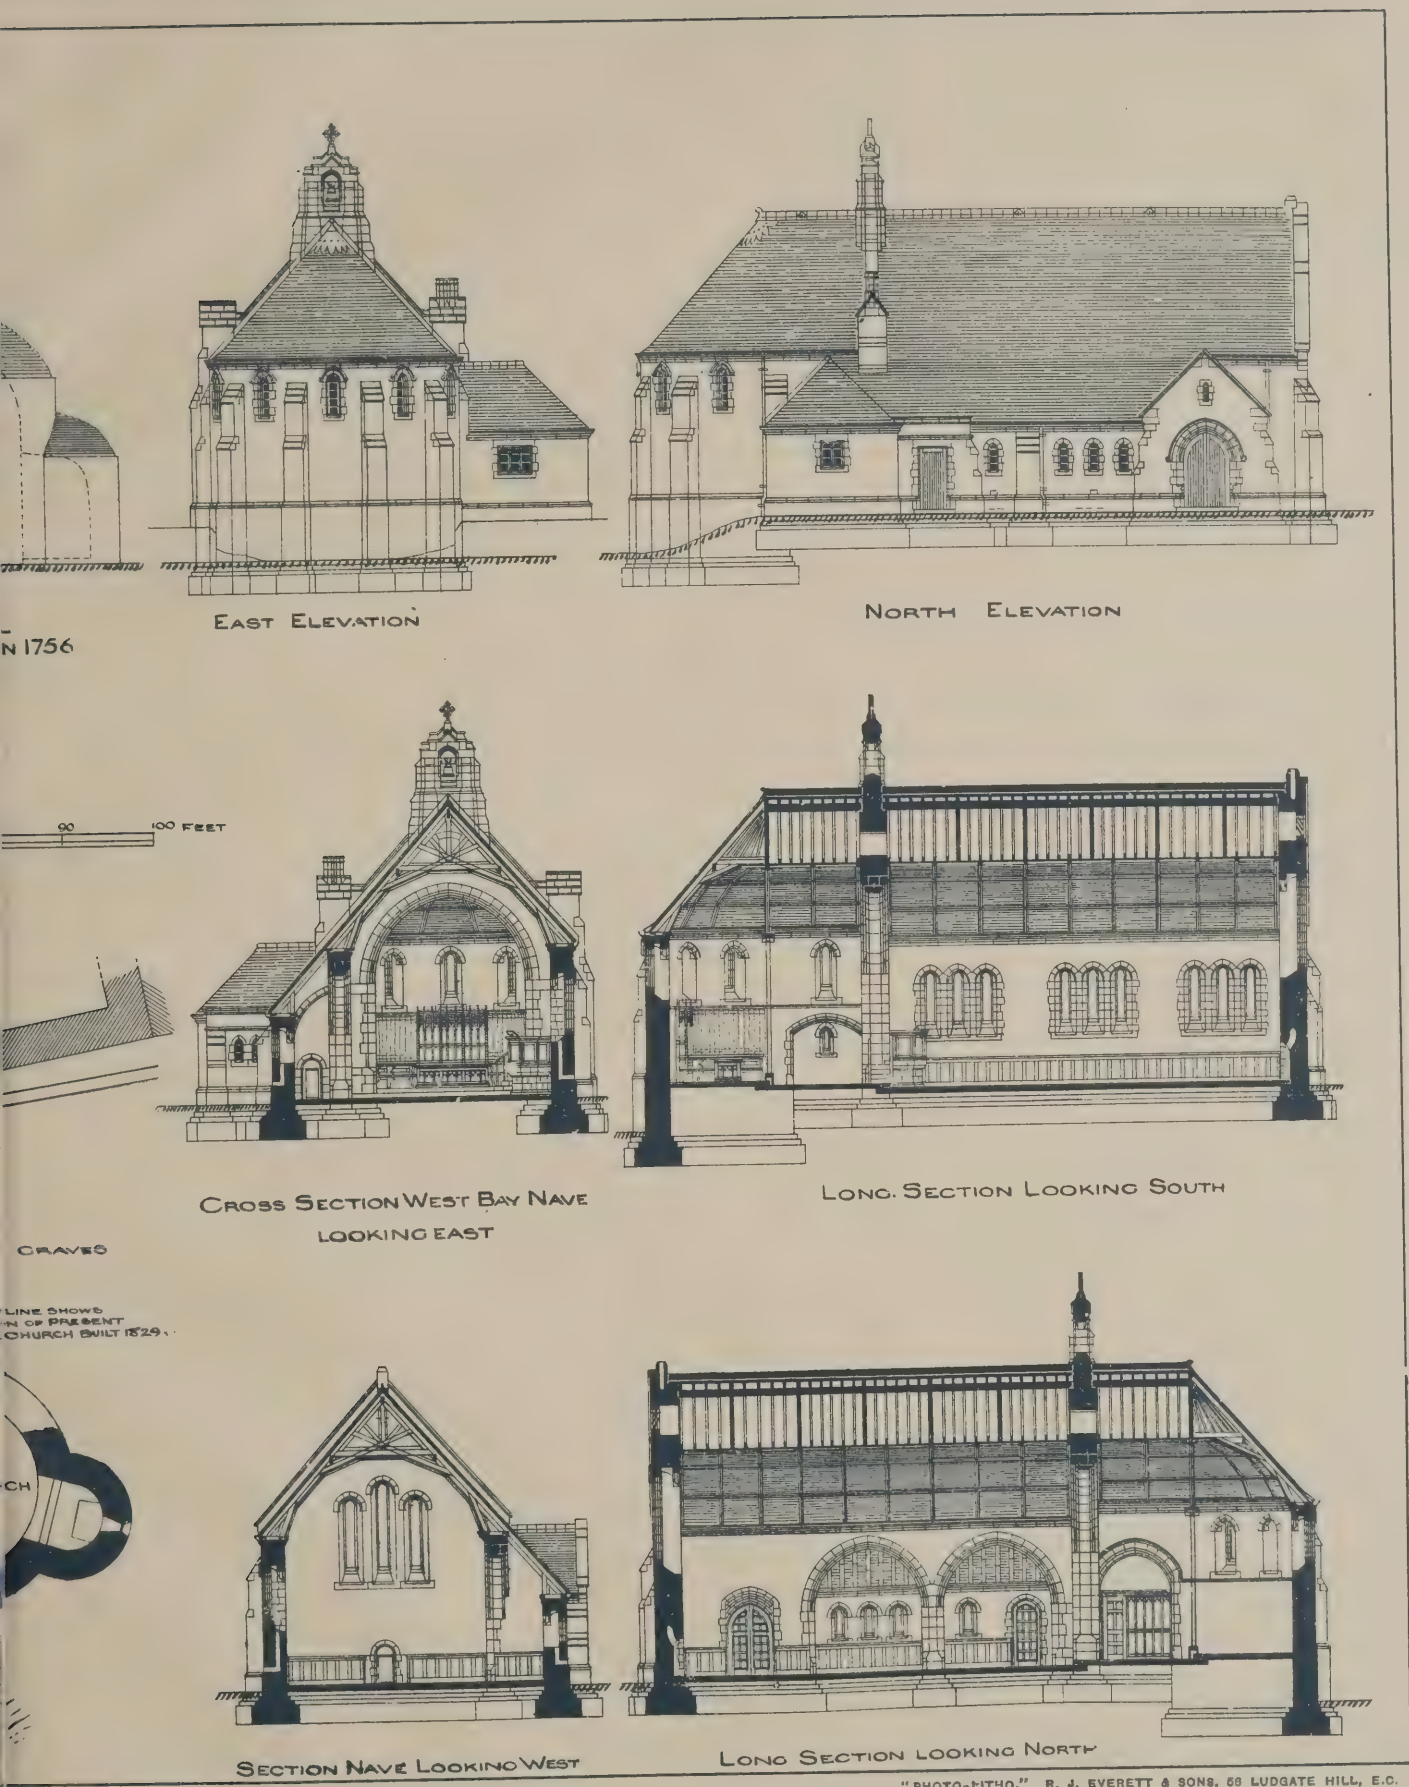 EAST ELEVATION
NORTH ELEVATION
N 1756
90 100 FEET
CROSS SECTION WEST BAY NAVE
LOOKING EAST
LONG. SECTION LOOKING SOUTH
GRAVES
LINE SHOWS
OF PRESENT
CHURCH BUILT 1829.
CH
SECTION NAVE LOOKING WEST
LONG SECTION LOOKING NORTH
"PHOTO-LITHO." R. J. EVERETT & SONS, 56 LUDGATE HILL, E.C.